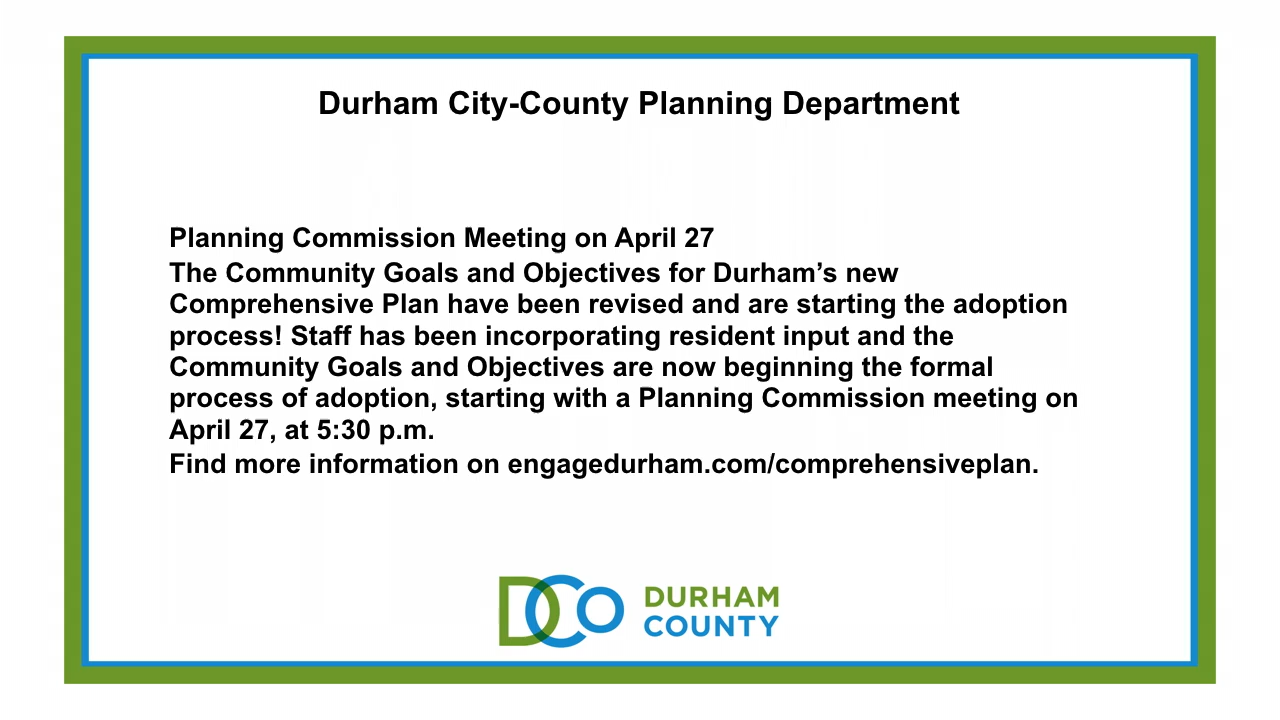 Durham City-County Planning Department
Planning Commission Meeting on April 27
The Community Goals and Objectives for Durham’s new
Comprehensive Plan have been revised and are starting the adoption
process! Staff has been incorporating resident input and the
Community Goals and Objectives are now beginning the formal
process of adoption, starting with a Planning Commission meeting on
April 27, at 5:30 p.m.
Find more information on engagedurham.com/comprehensiveplan.
DCO DURHAM
COUNTY